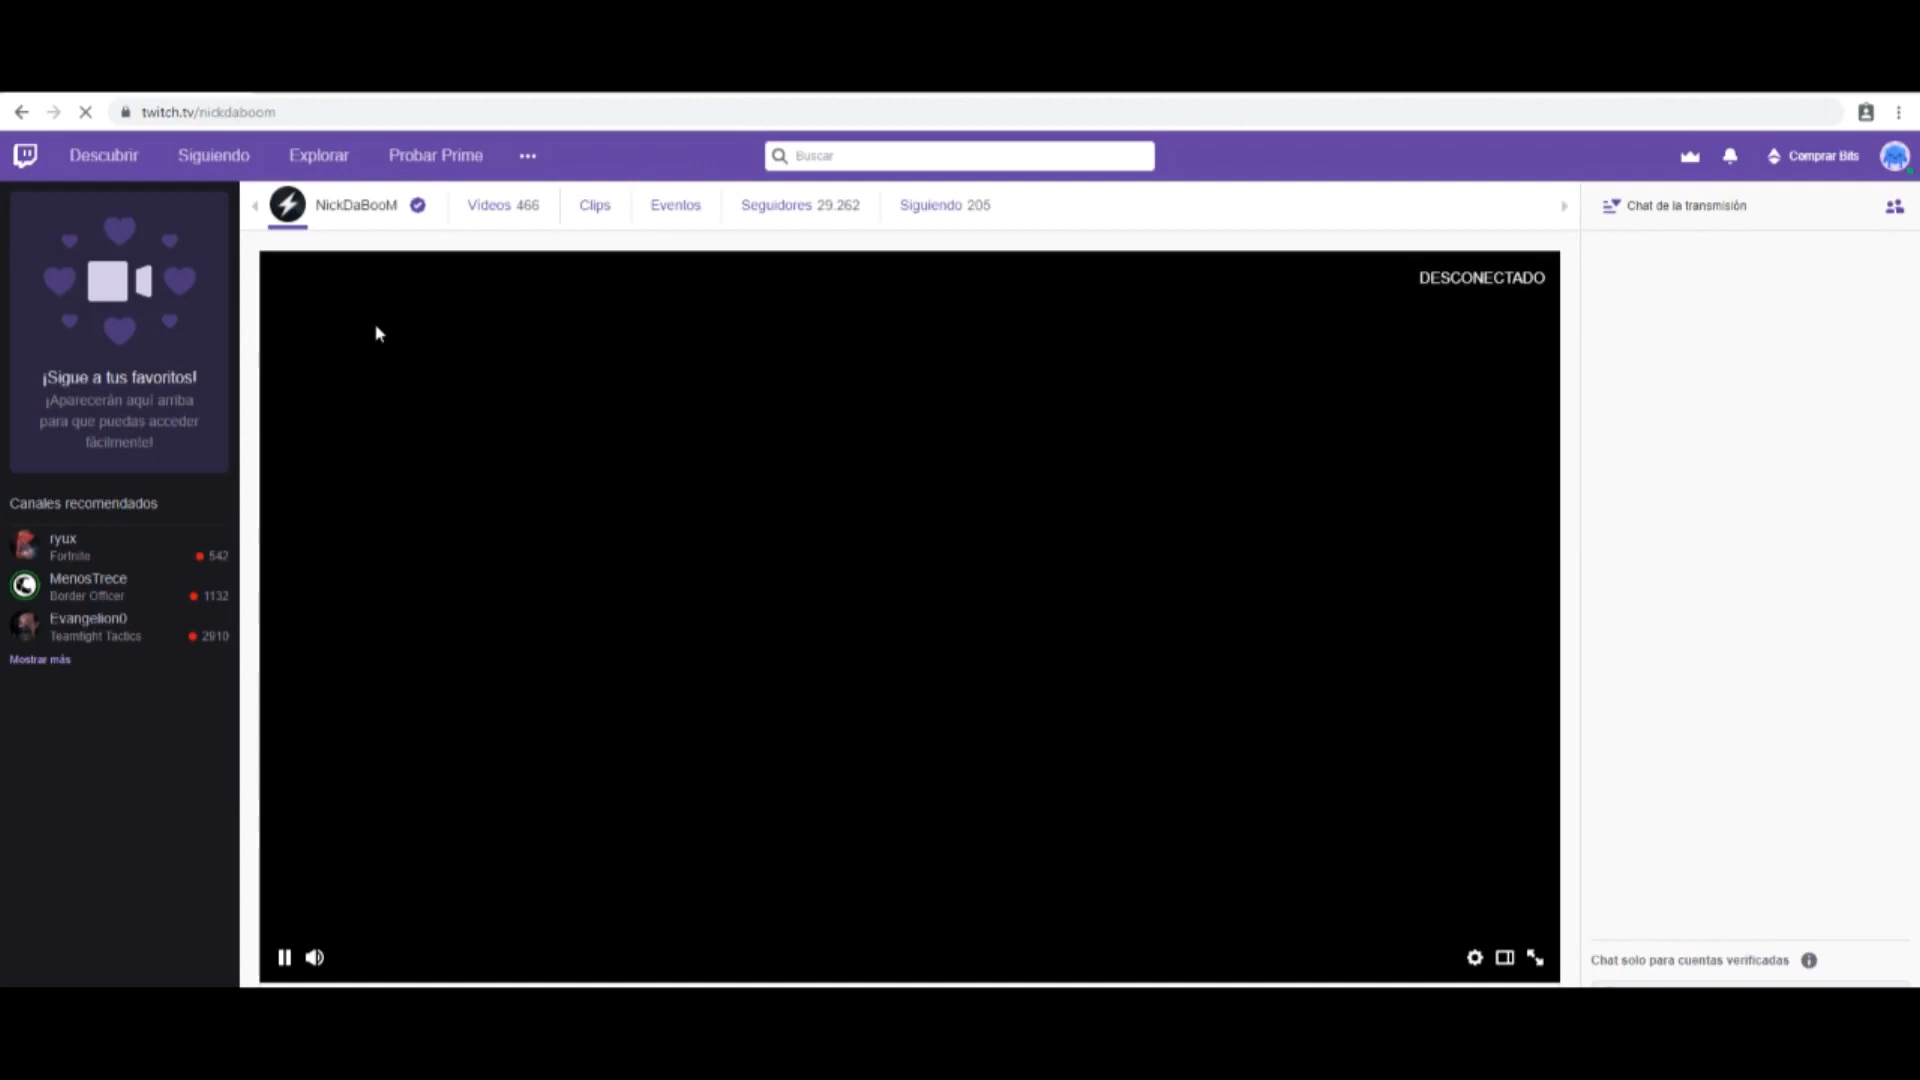 twitch.tv/nickdaboom
Descubrir
Siguiendo
Explorar
Probar Prime
Buscar
Comprar Bits
NickDaBooM
Videos 466
Clips
Eventos
Seguidores 29.262
Siguiendo 205
Chat de la transmisión
DESCONECTADO
¡Sigue a tus favoritos!
¡Aparecerán aquí arriba
para que puedas acceder
fácilmente!
Canales recomendados
ryux
Fortnite
542
MenosTrece
Border Officer
1132
Evangelion0
Teamfight Tactics
2910
Mostrar más
Chat solo para cuentas verificadas